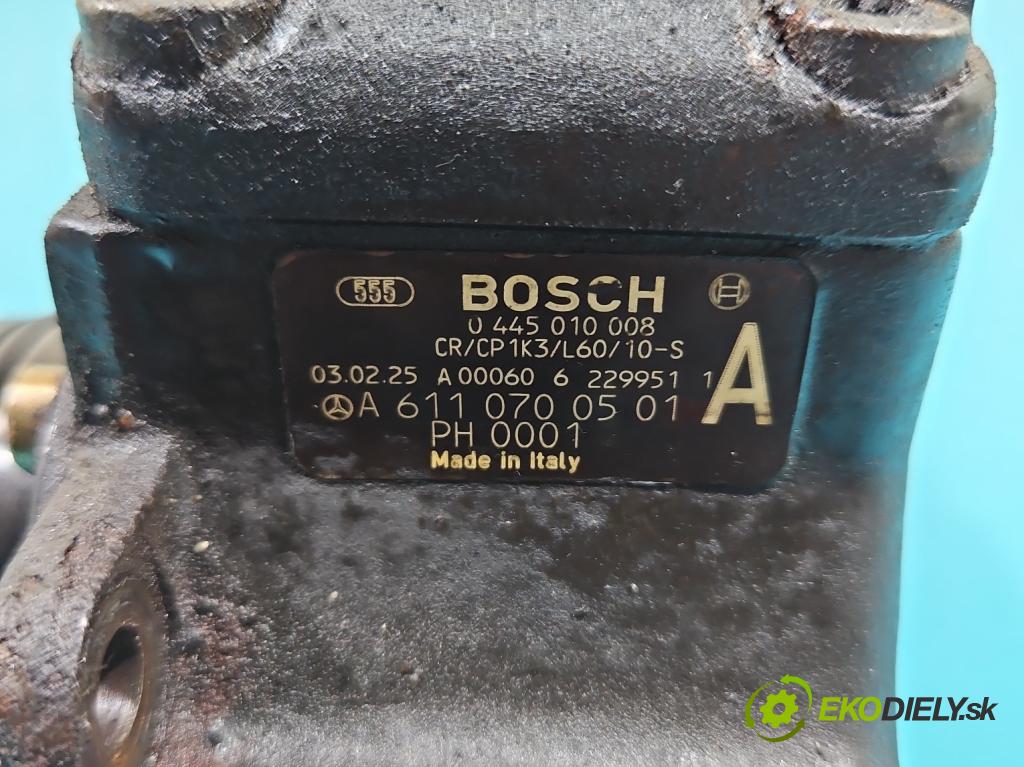 555 BOSCH
0 445 010 008
CR/CP1K3/L60/10-S
03.02.25 A00060 6 229951 1
A
A 611 070 05 01
PH 0001
Made in Italy
EKODIELY.sk